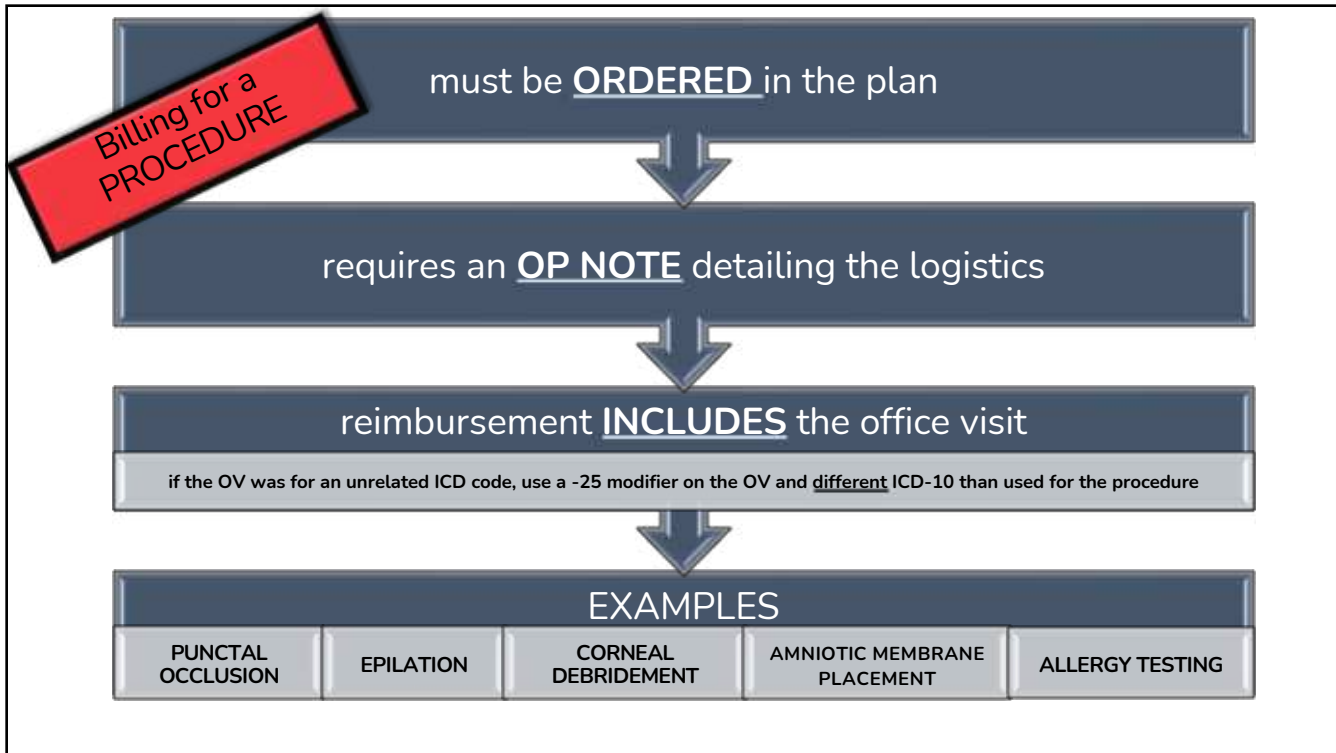 Billing for a
PROCEDURE
must be ORDERED in the plan
requires an OP NOTE detailing the logistics
reimbursement INCLUDES the office visit
if the OV was for an unrelated ICD code, use a -25 modifier on the OV and different ICD-10 than used for the procedure
EXAMPLES
PUNCTAL
OCCLUSION
EPILATION
CORNEAL
DEBRIDEMENT
AMNIOTIC MEMBRANE
PLACEMENT
ALLERGY TESTING